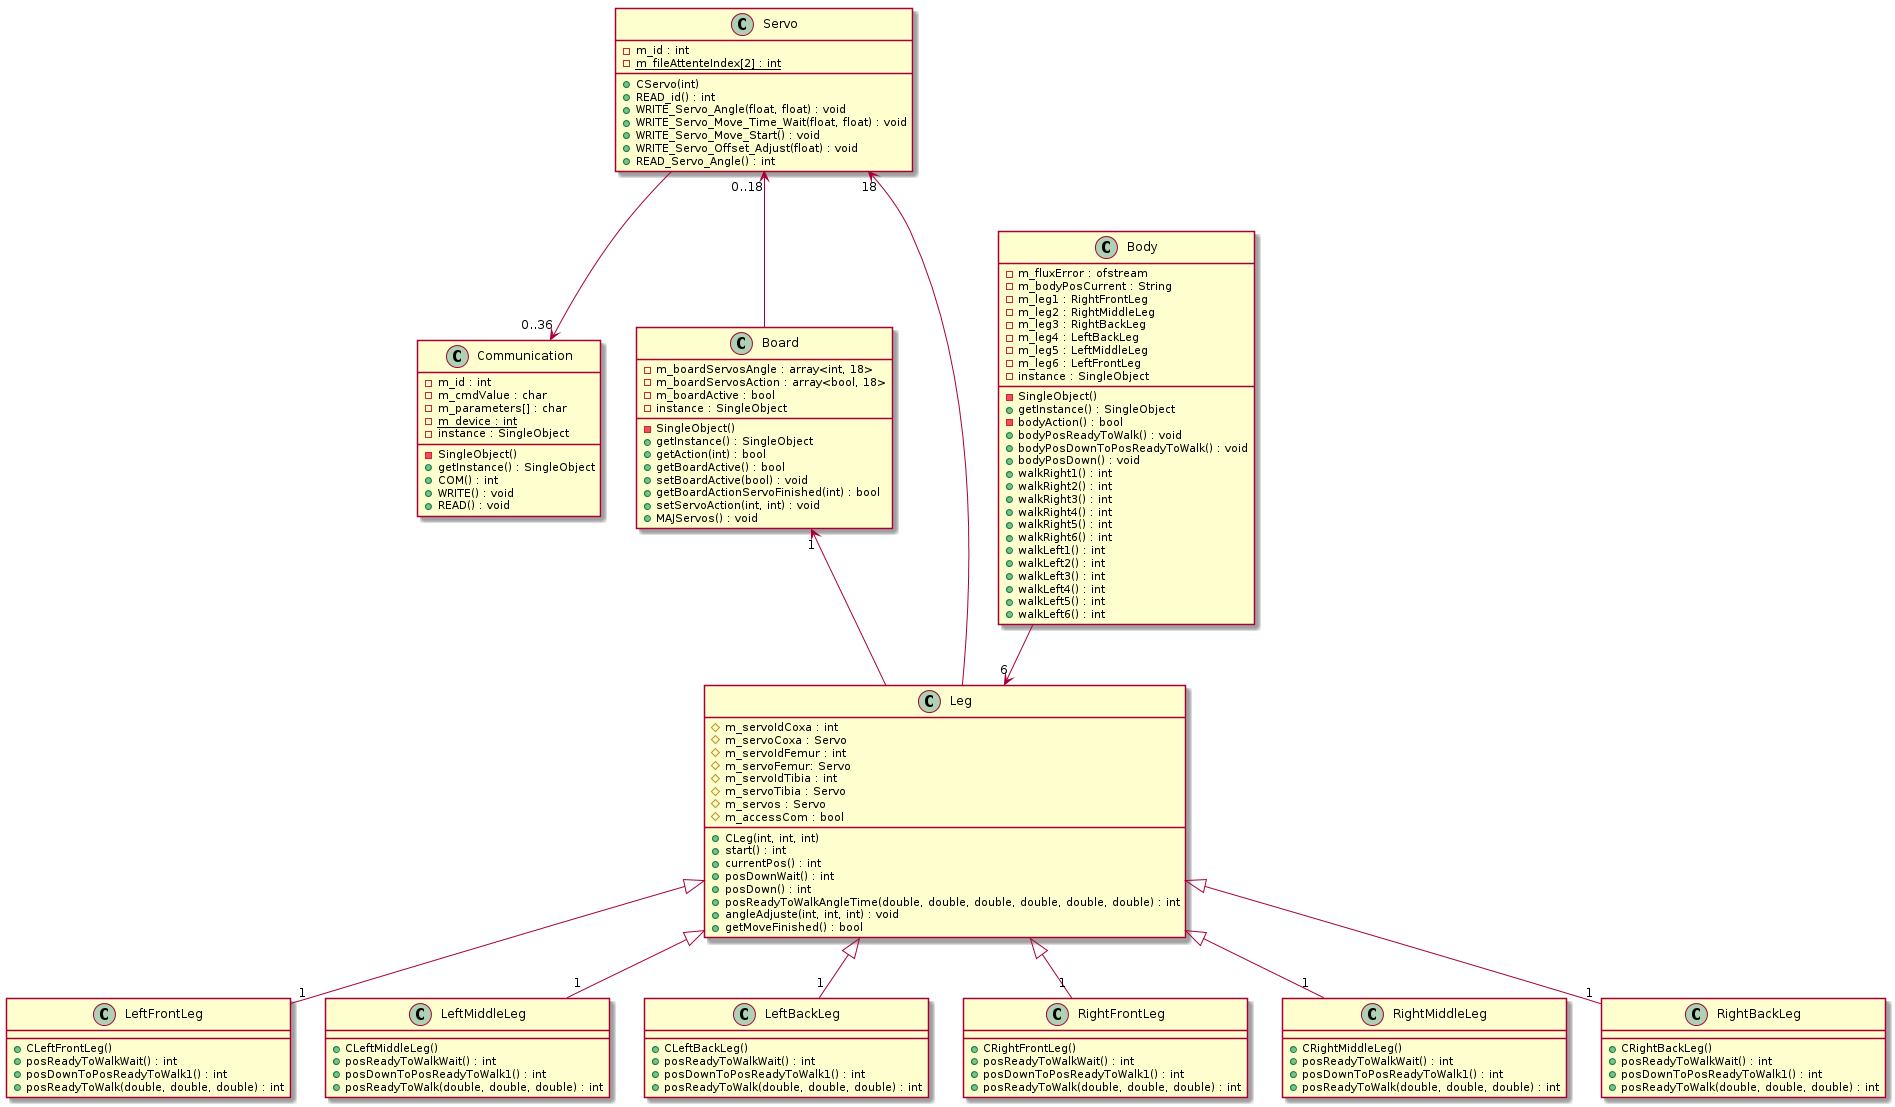 C Servo
m_id : int
m_fileAttenteIndex[2] : int
CServo(int)
READ_id() : int
WRITE_Servo_Angle(float, float) : void
WRITE_Servo_Move_Time_Wait(float, float) : void
WRITE_Servo_Move_Start() : void
WRITE_Servo_Offset_Adjust(float) : void
READ_Servo_Angle() : int
0..18
18
C Body
m_fluxError : ofstream
m_bodyPosCurrent : String
m_leg1 : RightFrontLeg
m_leg2 : RightMiddleLeg
m_leg3 : RightBackLeg
m_leg4 : LeftBackLeg
m_leg5 : LeftMiddleLeg
m_leg6 : LeftFrontLeg
instance : SingleObject
SingleObject()
getInstance() : SingleObject
bodyAction() : bool
bodyPosReadyToWalk() : void
bodyPosDownToPosReadyToWalk() : void
bodyPosDown() : void
walkRight1() : int
walkRight2() : int
walkRight3() : int
walkRight4() : int
walkRight5() : int
walkRight6() : int
walkLeft1() : int
walkLeft2() : int
walkLeft3() : int
walkLeft4() : int
walkLeft5() : int
walkLeft6() : int
0..36
C Communication
m_id : int
m_cmdValue : char
m_parameters[] : char
m_device : int
instance : SingleObject
SingleObject()
getInstance() : SingleObject
COM() : int
WRITE() : void
READ() : void
C Board
m_boardServosAngle : array<int, 18>
m_boardServosAction : array<bool, 18>
m_boardActive : bool
instance : SingleObject
SingleObject()
getInstance() : SingleObject
getAction(int) : bool
getBoardActive() : bool
setBoardActive(bool) : void
getBoardActionServoFinished(int) : bool
setServoAction(int, int) : void
MAJServos() : void
1
6
C Leg
m_servoIdCoxa : int
m_servoCoxa : Servo
m_servoIdFemur : int
m_servoFemur: Servo
m_servoIdTibia : int
m_servoTibia : Servo
m_servos : Servo
m_accessCom : bool
CLeg(int, int, int)
start() : int
currentPos() : int
posDownWait() : int
posDown() : int
posReadyToWalkAngleTime(double, double, double, double, double, double) : int
angleAdjuste(int, int, int) : void
getMoveFinished() : bool
1
1
1
1
1
1
C LeftFrontLeg
CLeftFrontLeg()
posReadyToWalkWait() : int
posDownToPosReadyToWalk1() : int
posReadyToWalk(double, double, double) : int
C LeftMiddleLeg
CLeftMiddleLeg()
posReadyToWalkWait() : int
posDownToPosReadyToWalk1() : int
posReadyToWalk(double, double, double) : int
C LeftBackLeg
CLeftBackLeg()
posReadyToWalkWait() : int
posDownToPosReadyToWalk1() : int
posReadyToWalk(double, double, double) : int
C RightFrontLeg
CRightFrontLeg()
posReadyToWalkWait() : int
posDownToPosReadyToWalk1() : int
posReadyToWalk(double, double, double) : int
C RightMiddleLeg
CRightMiddleLeg()
posReadyToWalkWait() : int
posDownToPosReadyToWalk1() : int
posReadyToWalk(double, double, double) : int
C RightBackLeg
CRightBackLeg()
posReadyToWalkWait() : int
posDownToPosReadyToWalk1() : int
posReadyToWalk(double, double, double) : int